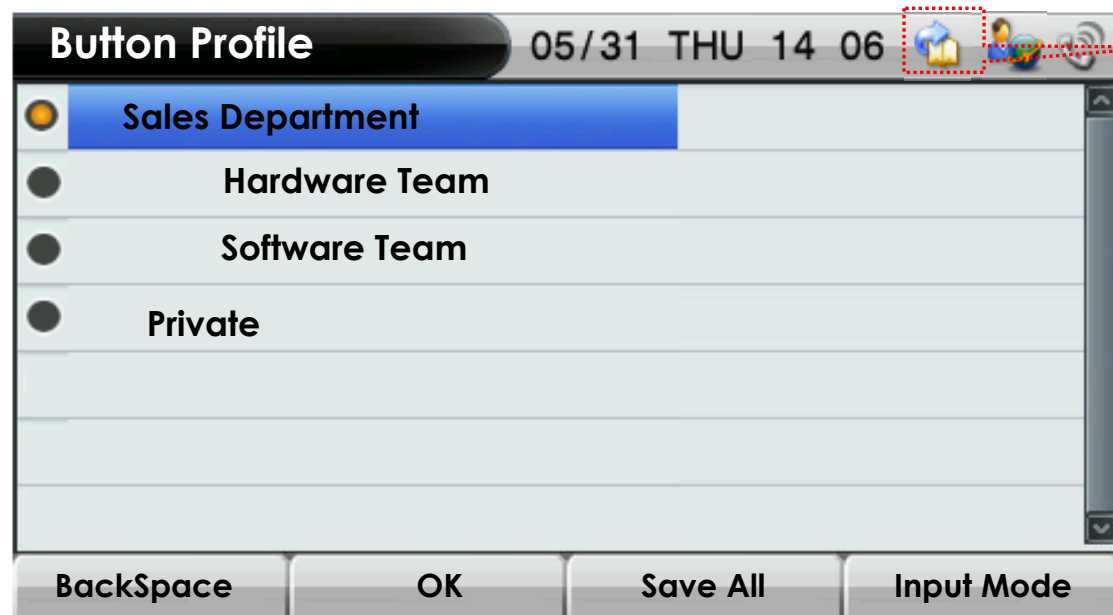 Button Profile 05/31 THU 14 06
Sales Department
Hardware Team
Software Team
Private
BackSpace OK Save All Input Mode